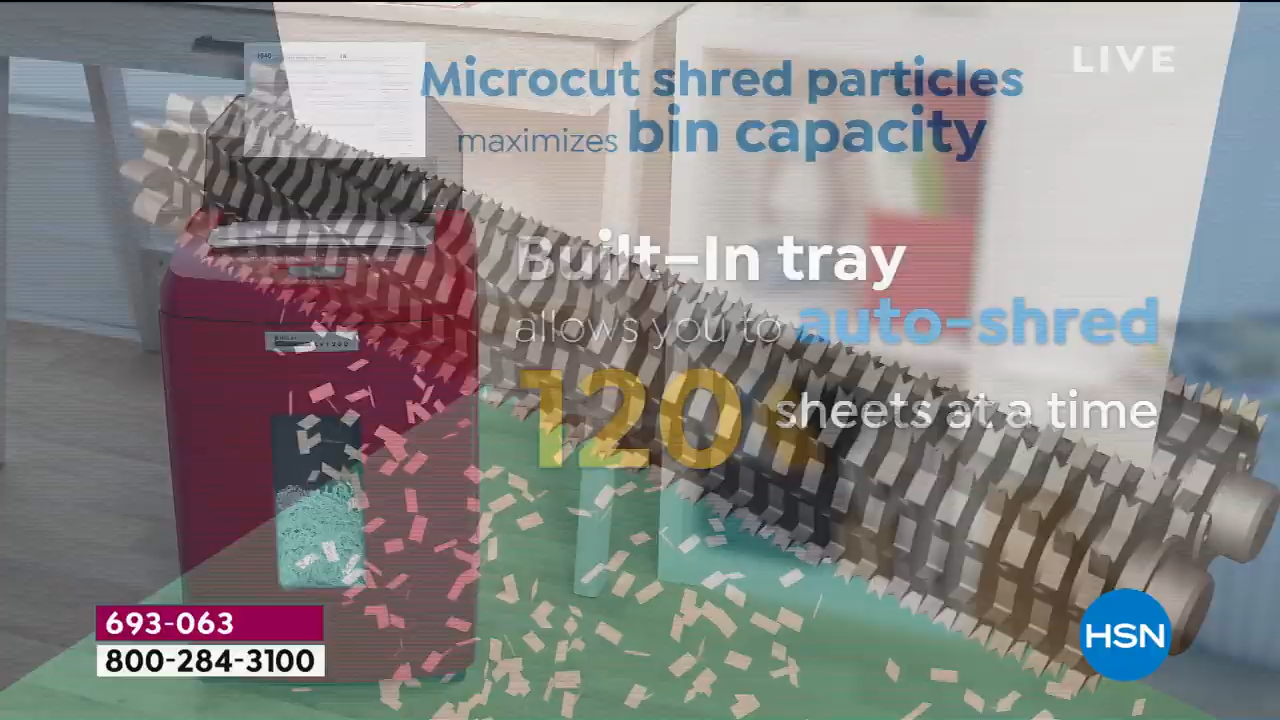 LIVE
Microcut shred particles
maximizes bin capacity
Built-In tray
allows you to auto-shred
120 sheets at a time
693-063
800-284-3100
HSN